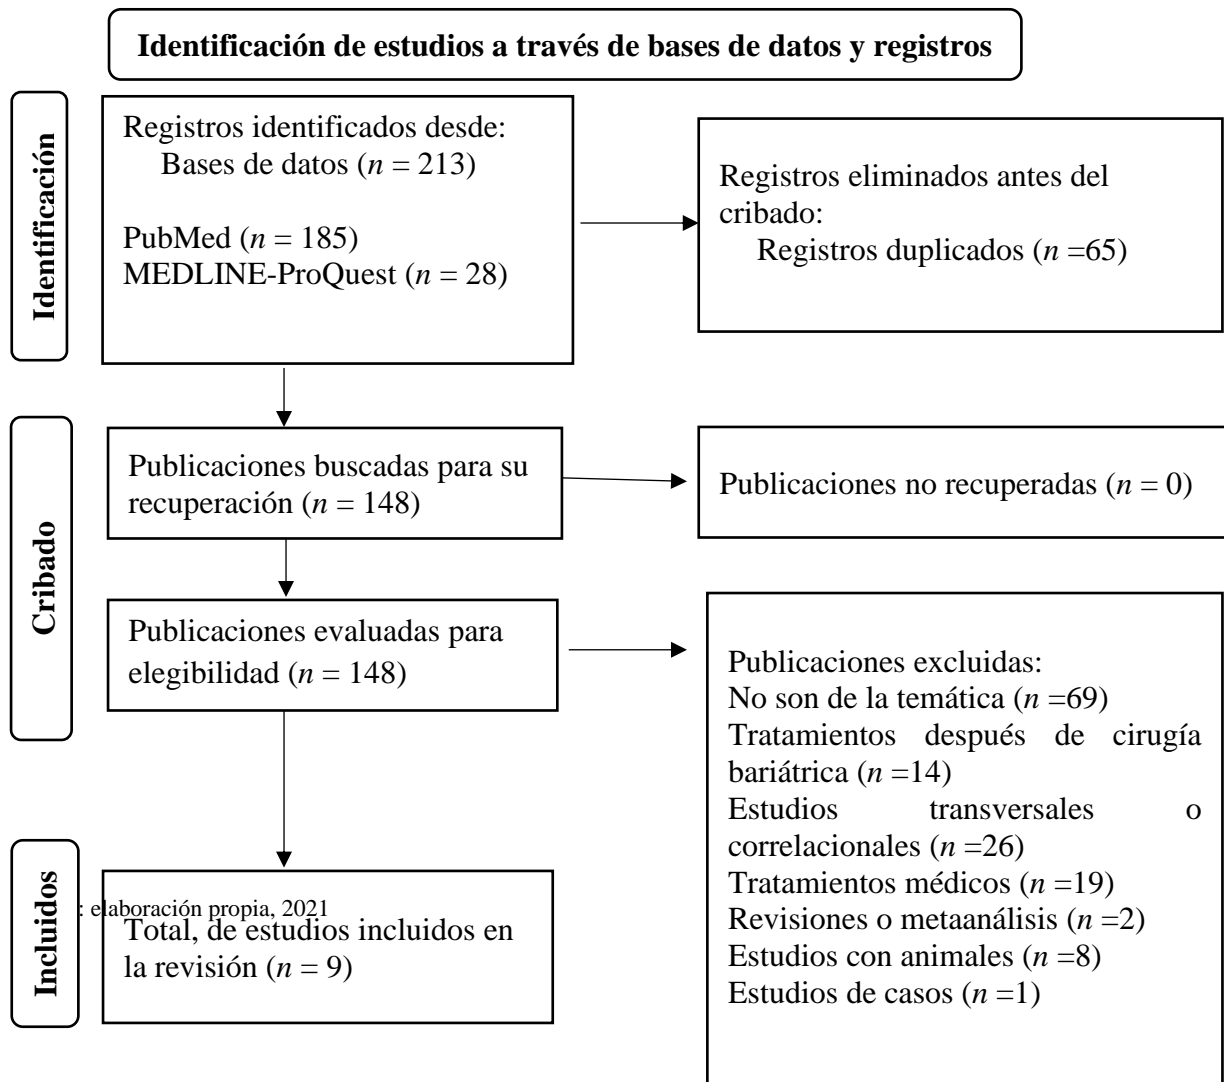 Identificación de estudios a través de bases de datos y registros
Identificación
Registros identificados desde:
Bases de datos (n = 213)
PubMed (n = 185)
MEDLINE-ProQuest (n = 28)
Registros eliminados antes del
cribado:
Registros duplicados (n =65)
Cribado
Publicaciones buscadas para su
recuperación (n = 148)
Publicaciones no recuperadas (n = 0)
Publicaciones evaluadas para
elegibilidad (n = 148)
Publicaciones excluidas:
No son de la temática (n =69)
Tratamientos después de cirugía
bariátrica (n =14)
Estudios transversales o
correlacionales (n =26)
Tratamientos médicos (n =19)
Revisiones o metaanálisis (n =2)
Estudios con animales (n =8)
Estudios de casos (n =1)
Incluidos
: elaboración propia, 2021
Total, de estudios incluidos en
la revisión (n = 9)